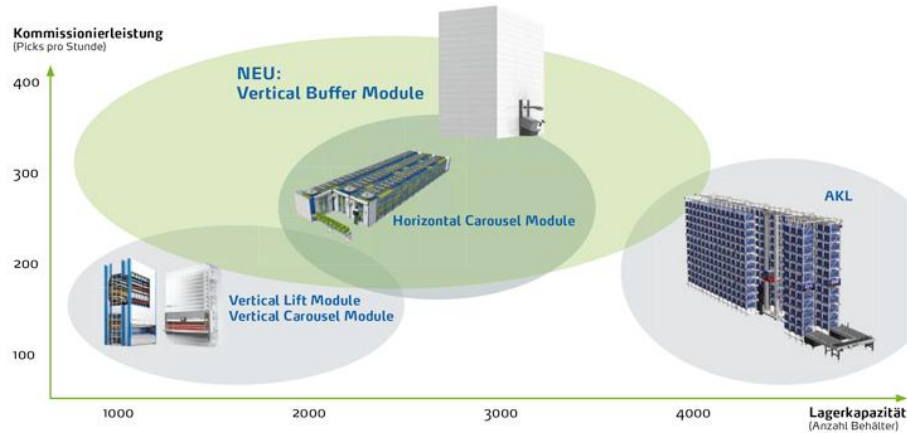 Kommissionierleistung
(Picks pro Stunde)
400
300
200
100
NEU:
Vertical Buffer Module
Horizontal Carousel Module
AKL
Vertical Lift Module
Vertical Carousel Module
1000
2000
3000
4000
Lagerkapazität
(Anzahl Behälter)